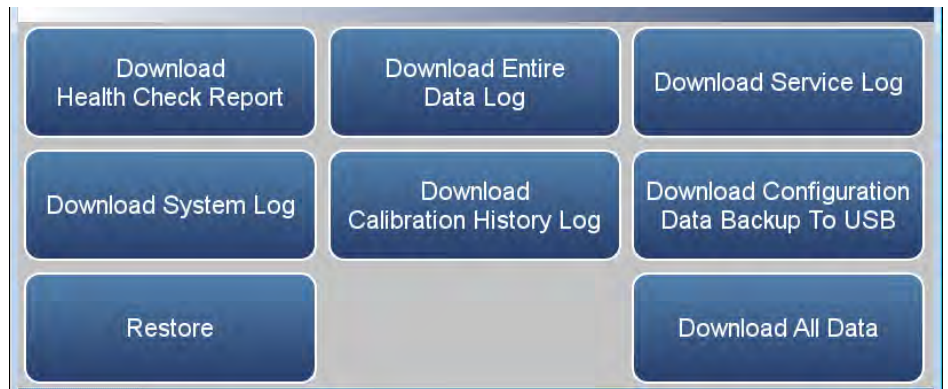 Download
Health Check Report
Download Entire
Data Log
Download Service Log
Download System Log
Download
Calibration History Log
Download Configuration
Data Backup To USB
Restore
Download All Data